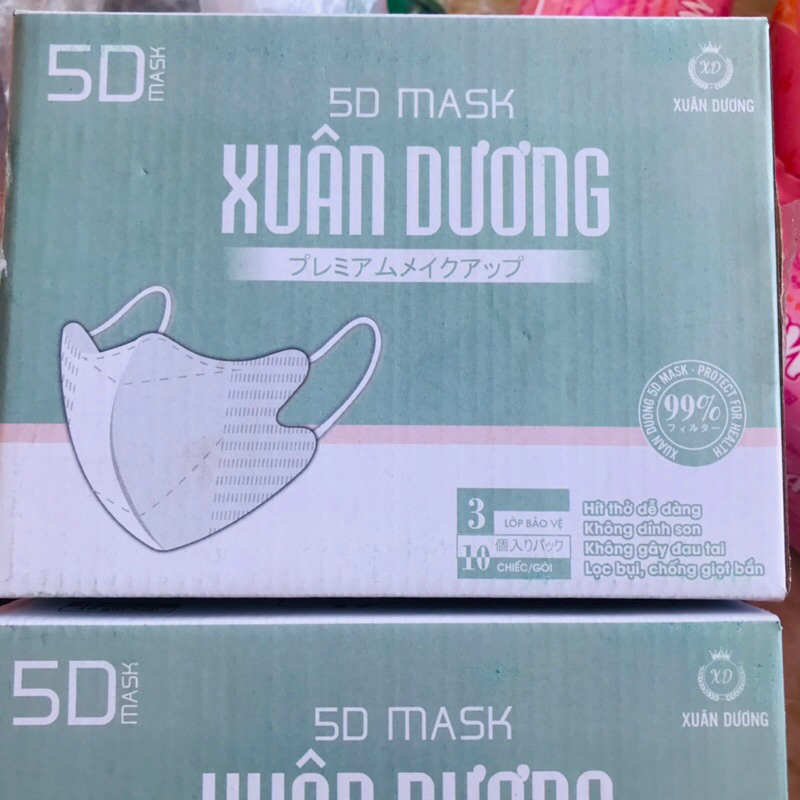 5D MASK
XD
XUÂN DƯƠNG
5D MASK
XUÂN DƯƠNG
プレミアムメイクアップ
XUAN DUONG 5D MASK · PROTECT FOR HEALTH
99%
フィルター
3 LỚP BẢO VỆ
10 個入りパック
CHIẾC/GÓI
Hít thở dễ dàng
Không dính son
Không gây đau tai
Lọc bụi, chống giọt bắn
5D MASK
XD
XUÂN DƯƠNG
5D MASK
XUÂN DƯƠNG